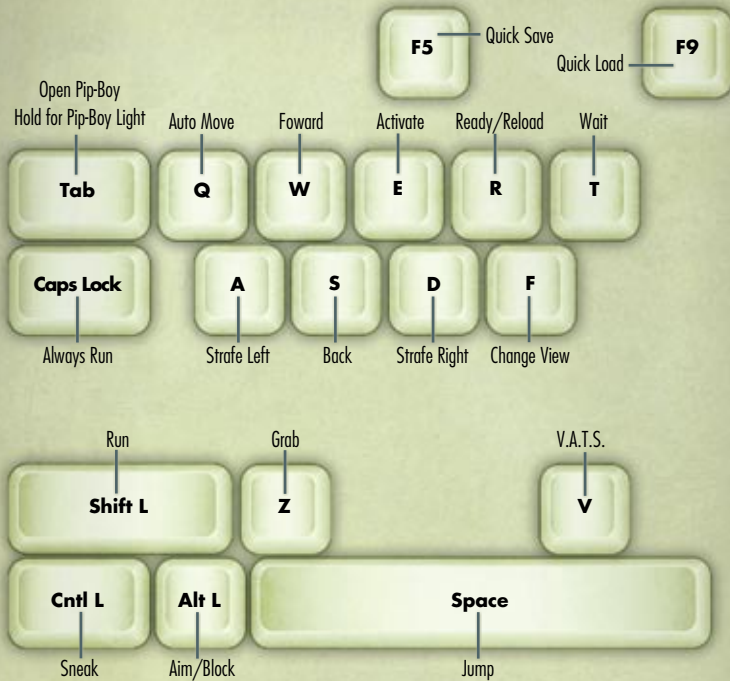 F5
Quick Save
F9
Quick Load
Open Pip-Boy
Hold for Pip-Boy Light
Auto Move
Foward
Activate
Ready/Reload
Wait
Tab
Q
W
E
R
T
Caps Lock
A
S
D
F
Always Run
Strafe Left
Back
Strafe Right
Change View
Run
Grab
V.A.T.S.
Shift L
Z
V
Cntl L
Alt L
Space
Sneak
Aim/Block
Jump